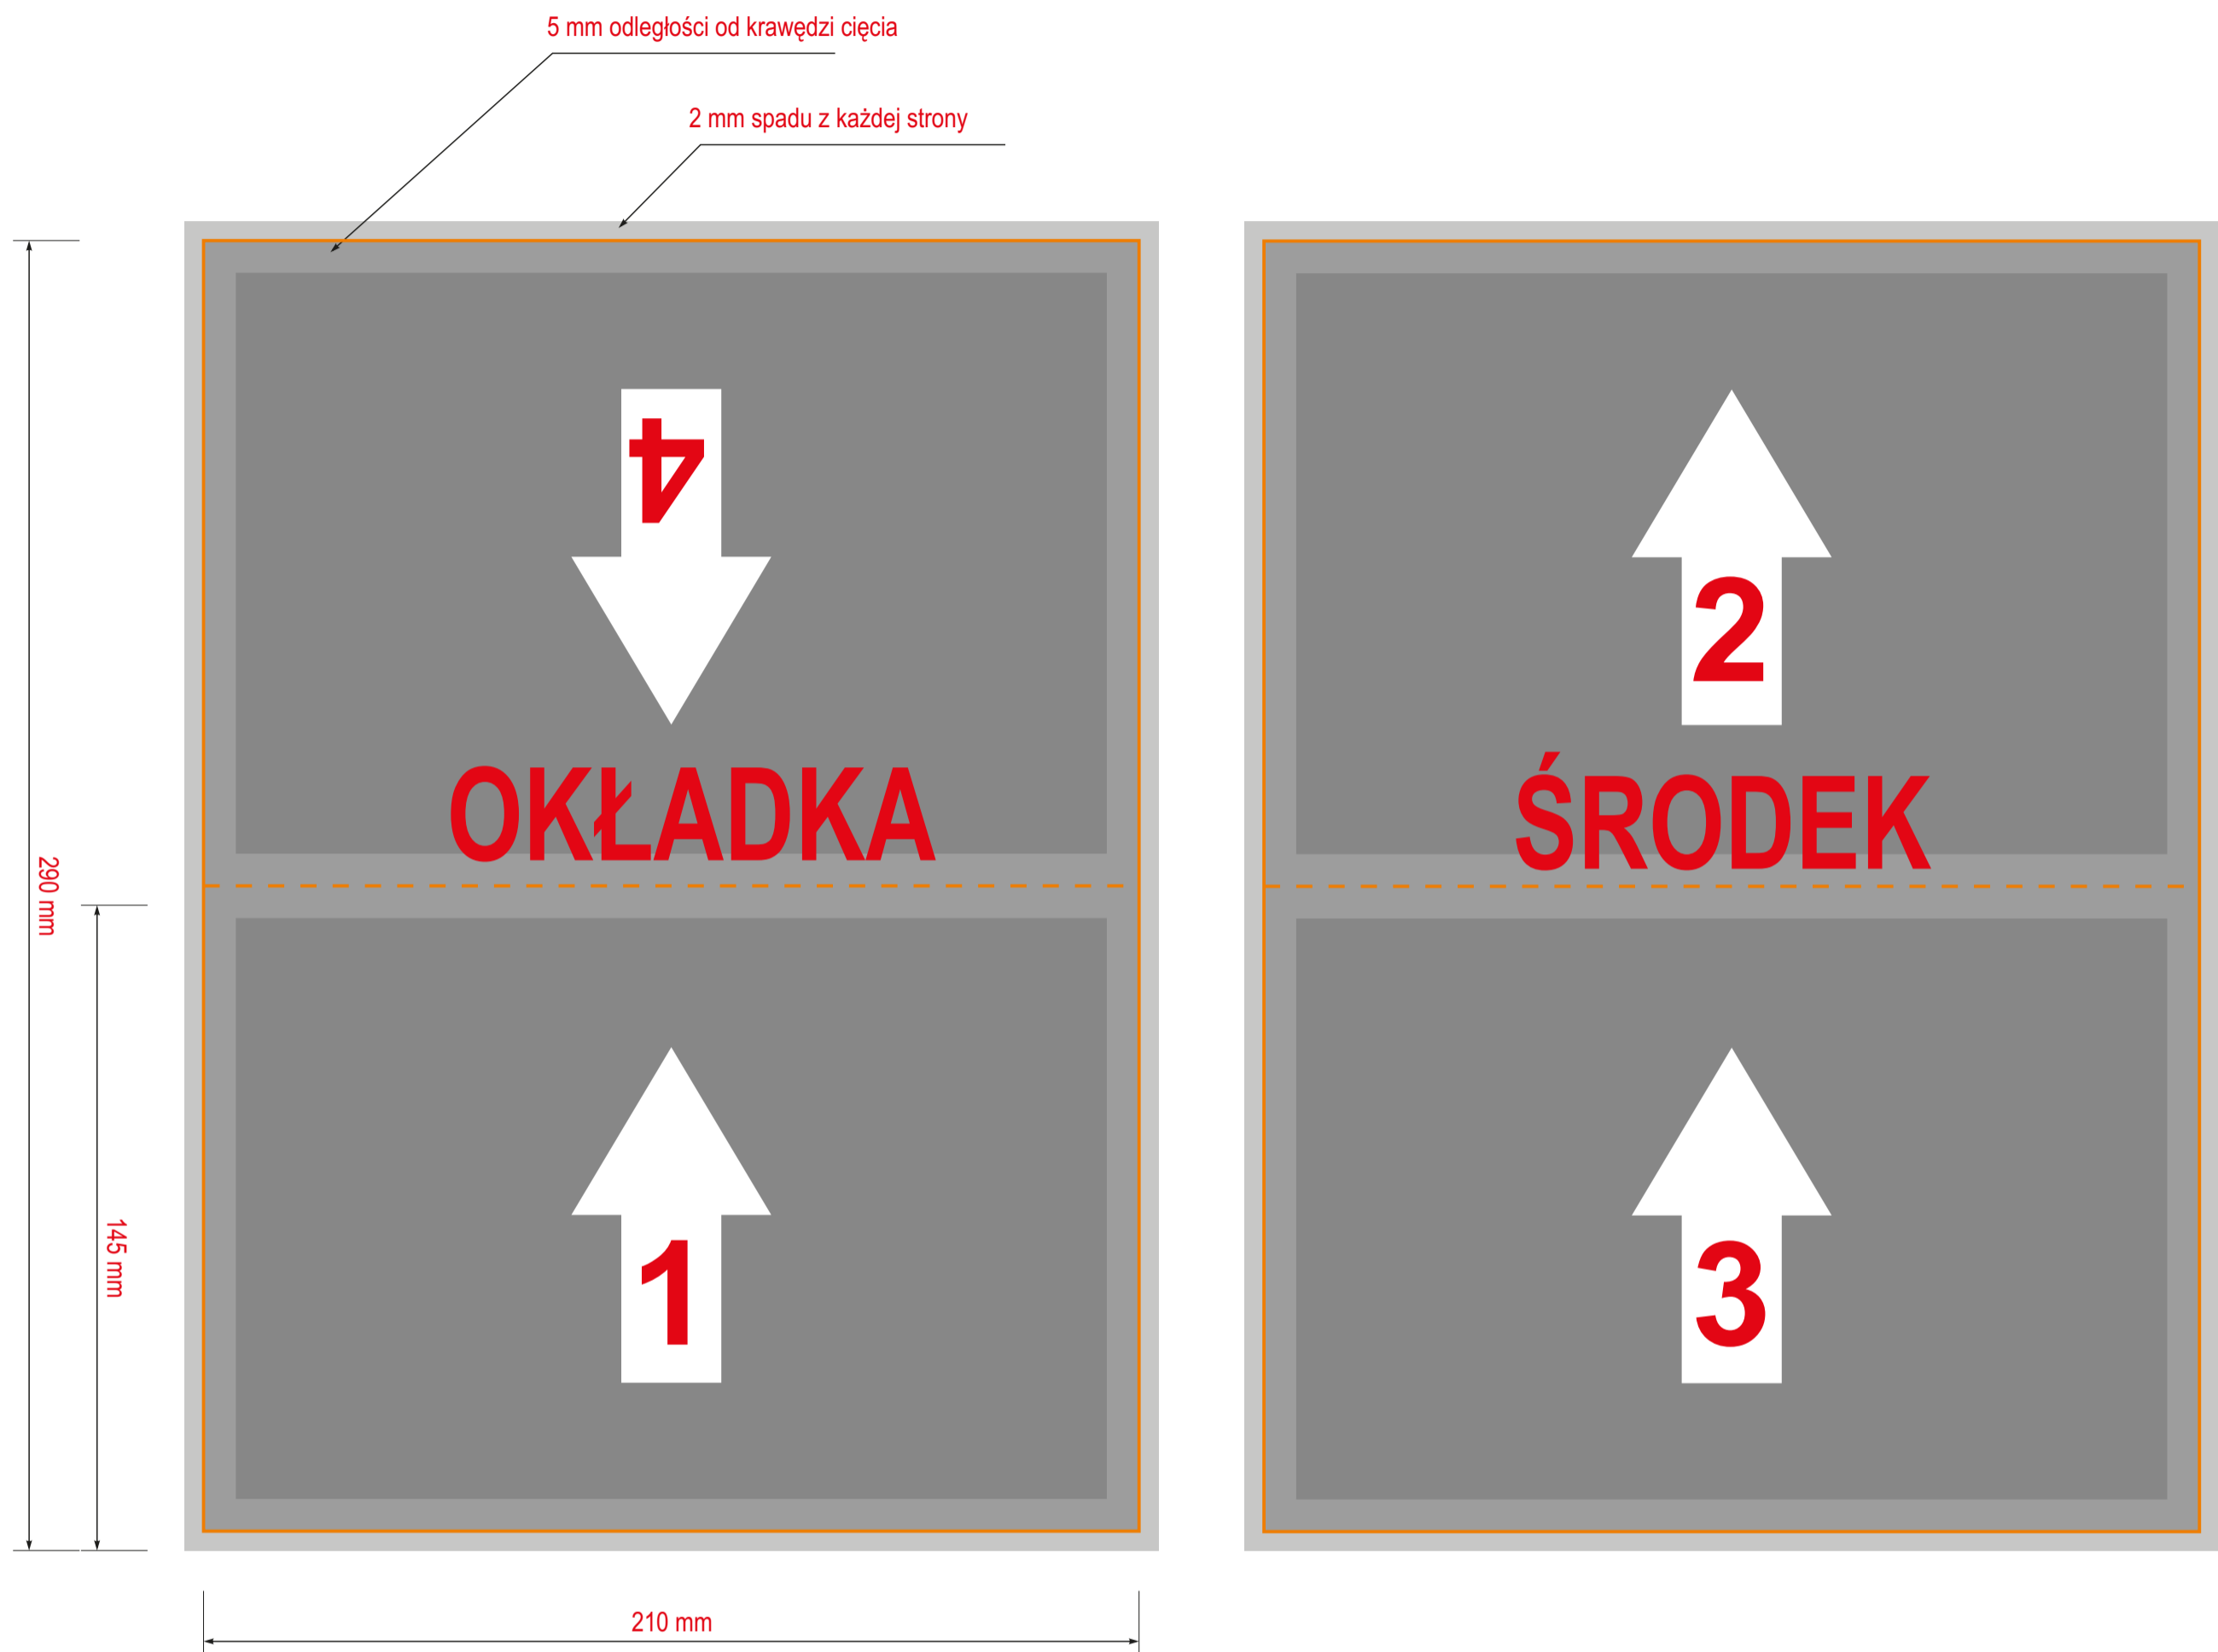 5 mm odległości od krawędzi cięcia
2 mm spadu z każdej strony
4
2
OKŁADKA
ŚRODEK
290 mm
145 mm
1
3
210 mm